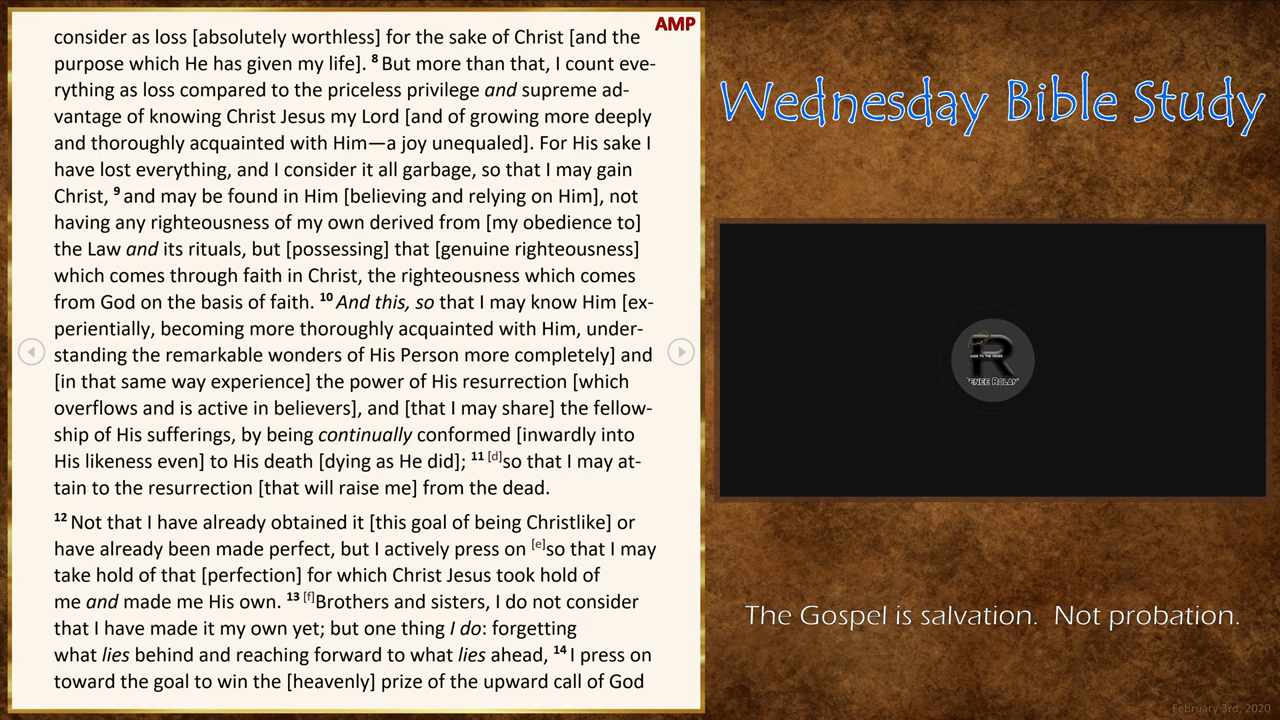 AMP
consider as loss [absolutely worthless] for the sake of Christ [and the
purpose which He has given my life]. 8 But more than that, I count eve-
rything as loss compared to the priceless privilege and supreme ad-
vantage of knowing Christ Jesus my Lord [and of growing more deeply
and thoroughly acquainted with Him—a joy unequaled]. For His sake I
have lost everything, and I consider it all garbage, so that I may gain
Christ, 9 and may be found in Him [believing and relying on Him], not
having any righteousness of my own derived from [my obedience to]
the Law and its rituals, but [possessing] that [genuine righteousness]
which comes through faith in Christ, the righteousness which comes
from God on the basis of faith. 10 And this, so that I may know Him [ex-
perientially, becoming more thoroughly acquainted with Him, under-
standing the remarkable wonders of His Person more completely] and
[in that same way experience] the power of His resurrection [which
overflows and is active in believers], and [that I may share] the fellow-
ship of His sufferings, by being continually conformed [inwardly into
His likeness even] to His death [dying as He did]; 11 [d]so that I may at-
tain to the resurrection [that will raise me] from the dead.
12 Not that I have already obtained it [this goal of being Christlike] or
have already been made perfect, but I actively press on [e]so that I may
take hold of that [perfection] for which Christ Jesus took hold of
me and made me His own. 13 [f]Brothers and sisters, I do not consider
that I have made it my own yet; but one thing I do: forgetting
what lies behind and reaching forward to what lies ahead, 14 I press on
toward the goal to win the [heavenly] prize of the upward call of God
Wednesday Bible Study
R
The Gospel is salvation. Not probation.
February 3rd, 2020